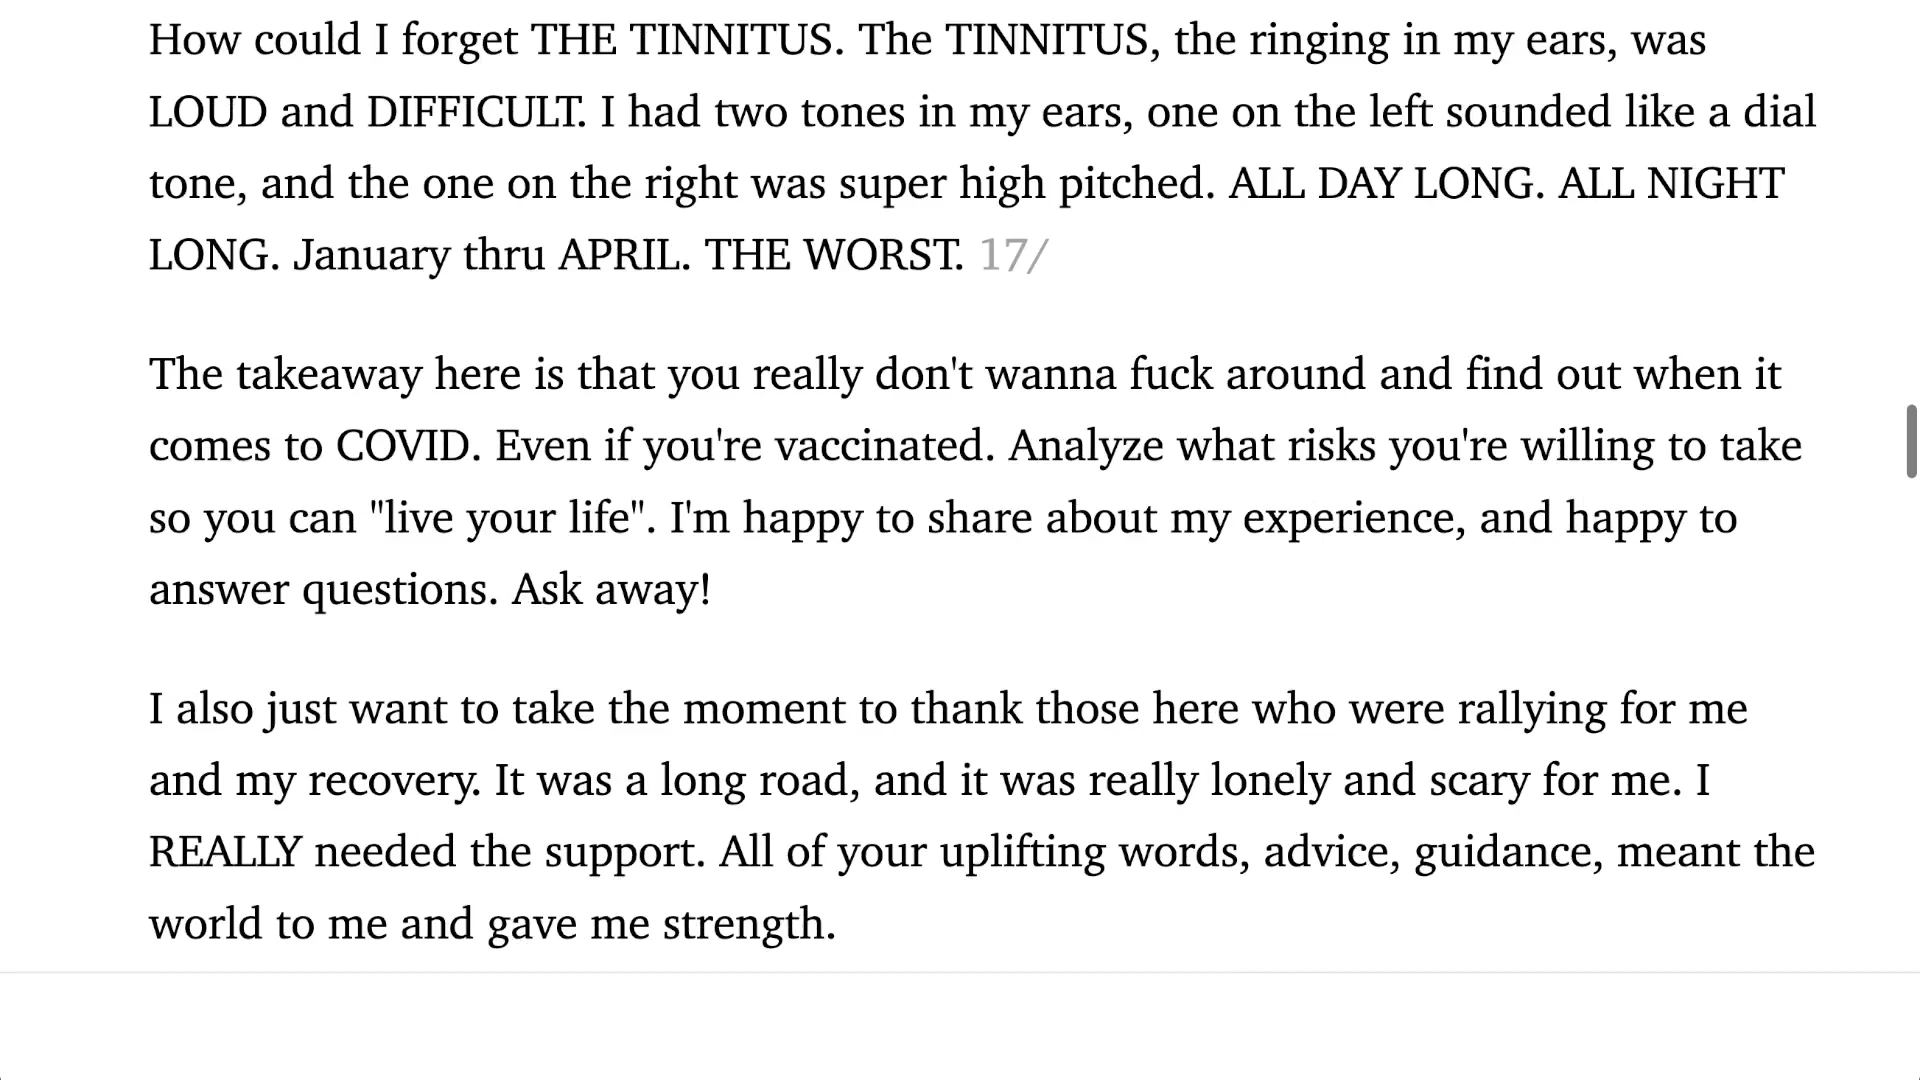 How could I forget THE TINNITUS. The TINNITUS, the ringing in my ears, was
LOUD and DIFFICULT. I had two tones in my ears, one on the left sounded like a dial
tone, and the one on the right was super high pitched. ALL DAY LONG. ALL NIGHT
LONG. January thru APRIL. THE WORST. 17/
The takeaway here is that you really don't wanna fuck around and find out when it
comes to COVID. Even if you're vaccinated. Analyze what risks you're willing to take
so you can "live your life". I'm happy to share about my experience, and happy to
answer questions. Ask away!
I also just want to take the moment to thank those here who were rallying for me
and my recovery. It was a long road, and it was really lonely and scary for me. I
REALLY needed the support. All of your uplifting words, advice, guidance, meant the
world to me and gave me strength.